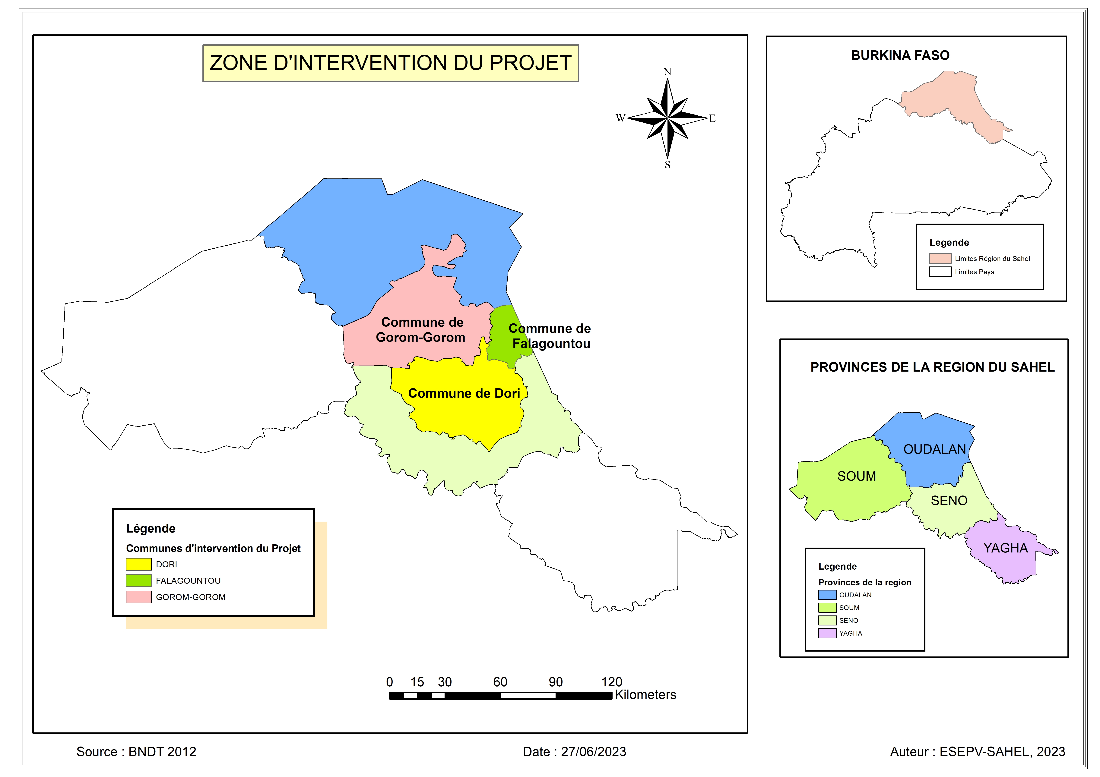 ZONE D'INTERVENTION DU PROJET
N
W
E
S
Commune de
Gorom-Gorom
Commune de
Falagountou
Commune de Dori
Légende
Communes d'Intervention du Projet
DORI
FALAGOUNTOU
GOROM-GOROM
0 15 30 60 90 120
Kilometers
BURKINA FASO
Legende
Limites Région du Sahel
Limites Pays
PROVINCES DE LA REGION DU SAHEL
OUDALAN
SOUM
SENO
YAGHA
Legende
Provinces de la region
OUDALAN
SOUM
SENO
YAGHA
Source : BNDT 2012
Date : 27/06/2023
Auteur : ESEPV-SAHEL, 2023